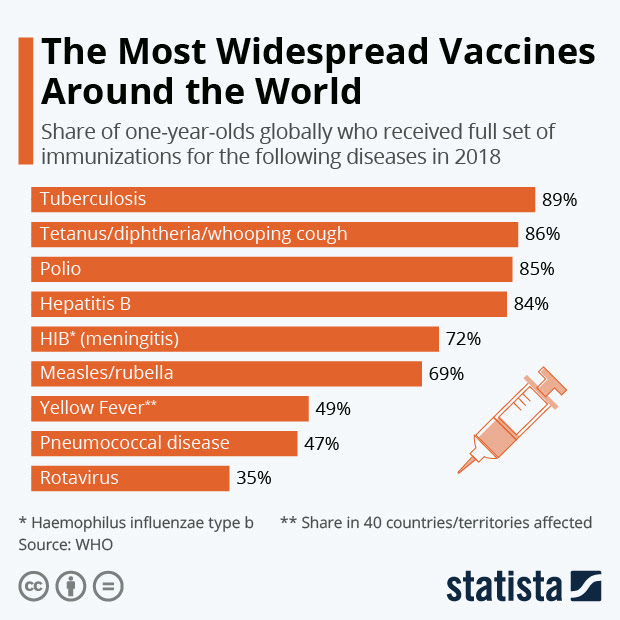 The Most Widespread Vaccines
Around the World
Share of one-year-olds globally who received full set of
immunizations for the following diseases in 2018
Tuberculosis 89%
Tetanus/diphtheria/whooping cough 86%
Polio 85%
Hepatitis B 84%
HIB* (meningitis) 72%
Measles/rubella 69%
Yellow Fever** 49%
Pneumococcal disease 47%
Rotavirus 35%
* Haemophilus influenzae type b ** Share in 40 countries/territories affected
Source: WHO
cc
statista